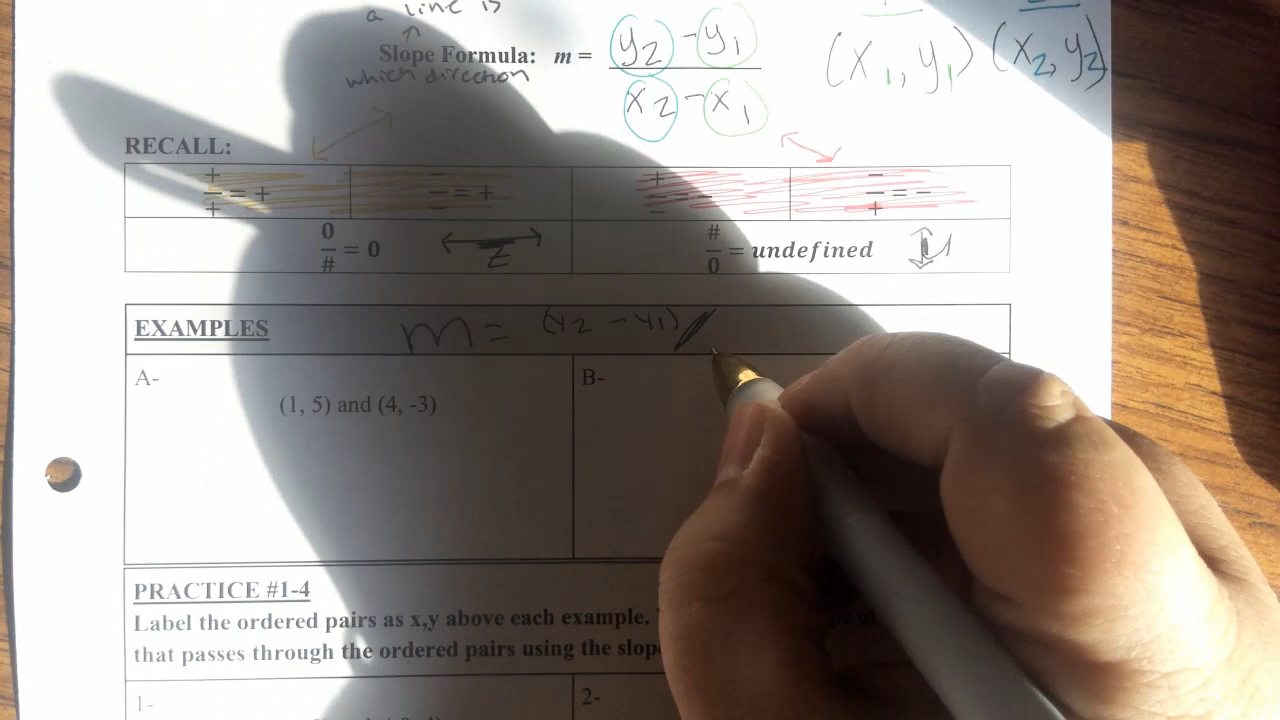 a line is
Slope Formula: m = y2 - y1
x2 - x1
(x1, y1) (x2, y2)
which direction
RECALL:
+/+ = + -/- = + +/- = - -/+ = -
0/# = 0 Z #/0 = undefined U
EXAMPLES m = (y2 - y1) /
A- B-
(1, 5) and (4, -3)
PRACTICE #1-4
Label the ordered pairs as x,y above each example.
that passes through the ordered pairs using the slop
1- 2-